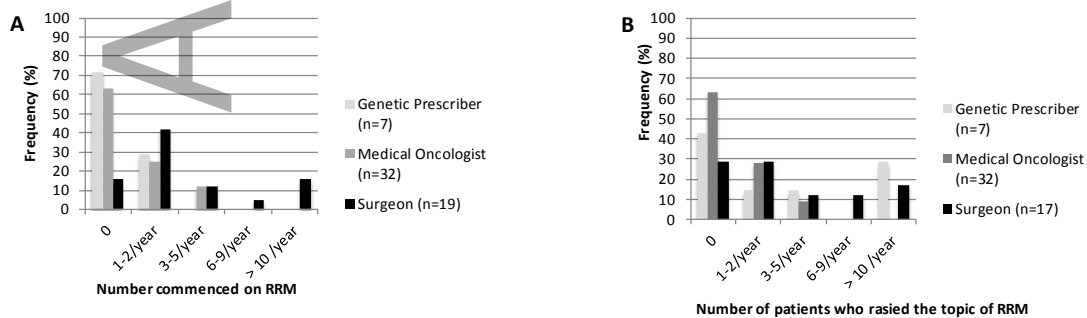 A
100
90
80
70
60
50
40
30
20
10
0
Frequency (%)
0
1-2/year
3-5/year
6-9/year
> 10 /year
Number commenced on RRM
Genetic Prescriber
(n=7)
Medical Oncologist
(n=32)
Surgeon (n=19)
A
B
100
90
80
70
60
50
40
30
20
10
0
Frequency (%)
0
1-2/year
3-5/year
6-9/year
> 10 /year
Number of patients who rasied the topic of RRM
Genetic Prescriber
(n=7)
Medical Oncologist
(n=32)
Surgeon (n=17)